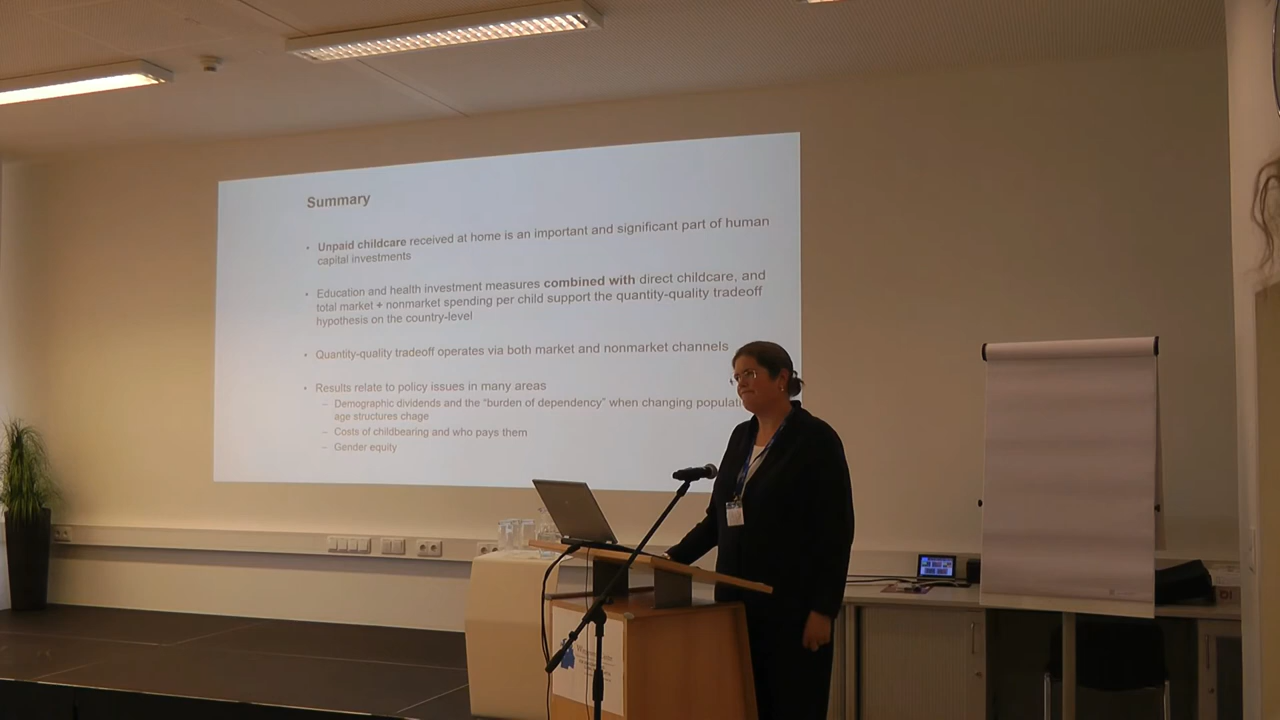 Summary
• Unpaid childcare received at home is an important and significant part of human
capital investments
• Education and health investment measures combined with direct childcare, and
total market + nonmarket spending per child support the quantity-quality tradeoff
hypothesis on the country-level
• Quantity-quality tradeoff operates via both market and nonmarket channels
• Results relate to policy issues in many areas
– Demographic dividends and the "burden of dependency" when changing
age structures chage
– Costs of childbearing and who pays them
– Gender equity